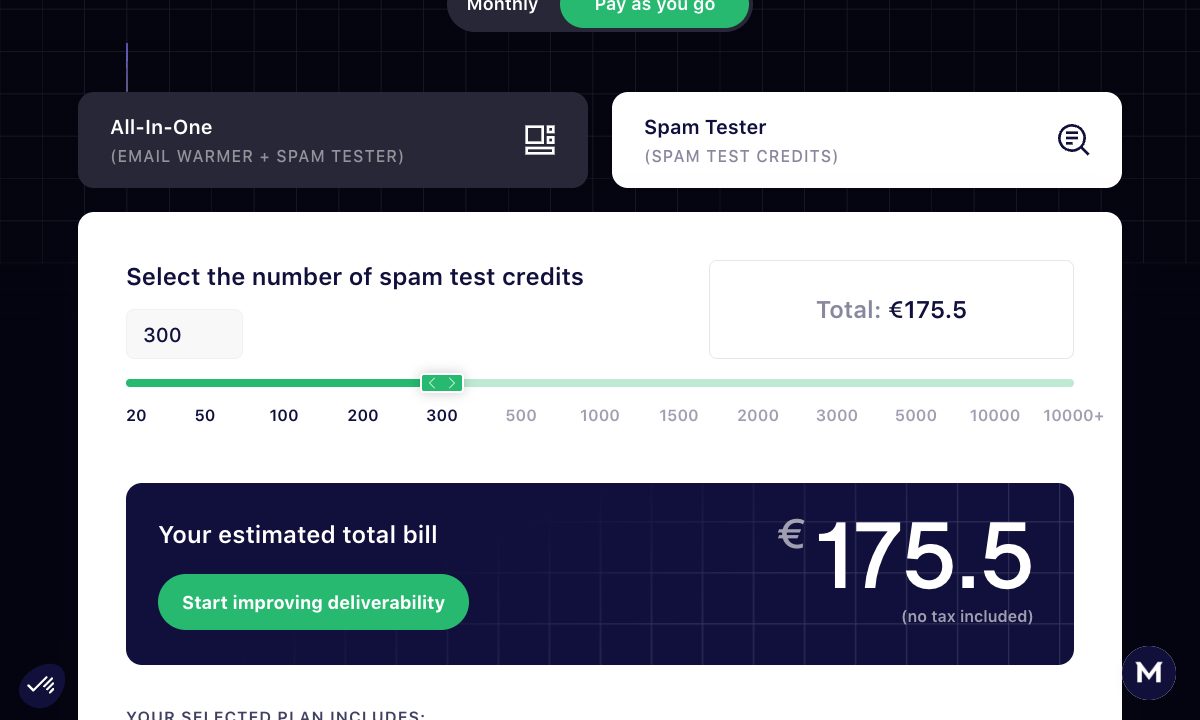 Monthly Pay as you go
All-In-One
(EMAIL WARMER + SPAM TESTER)
Spam Tester
(SPAM TEST CREDITS)
Select the number of spam test credits
300
Total: €175.5
20 50 100 200 300 500 1000 1500 2000 3000 5000 10000 10000+
Your estimated total bill
€ 175.5
Start improving deliverability
(no tax included)
M
YOUR SELECTED PLAN INCLUDES: